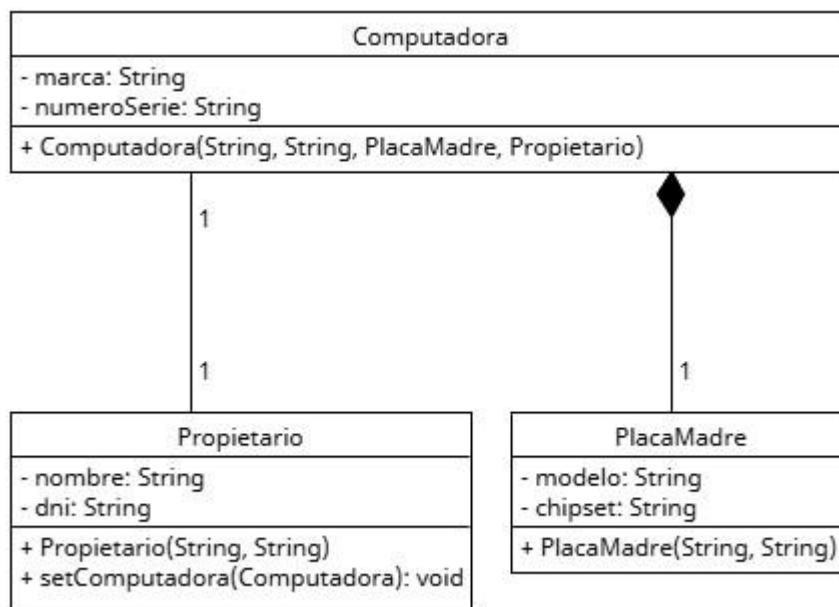 Computadora
- marca: String
- numeroSerie: String
+ Computadora(String, String, PlacaMadre, Propietario)
1
1
1
Propietario
- nombre: String
- dni: String
+ Propietario(String, String)
+ setComputadora(Computadora): void
PlacaMadre
- modelo: String
- chipset: String
+ PlacaMadre(String, String)